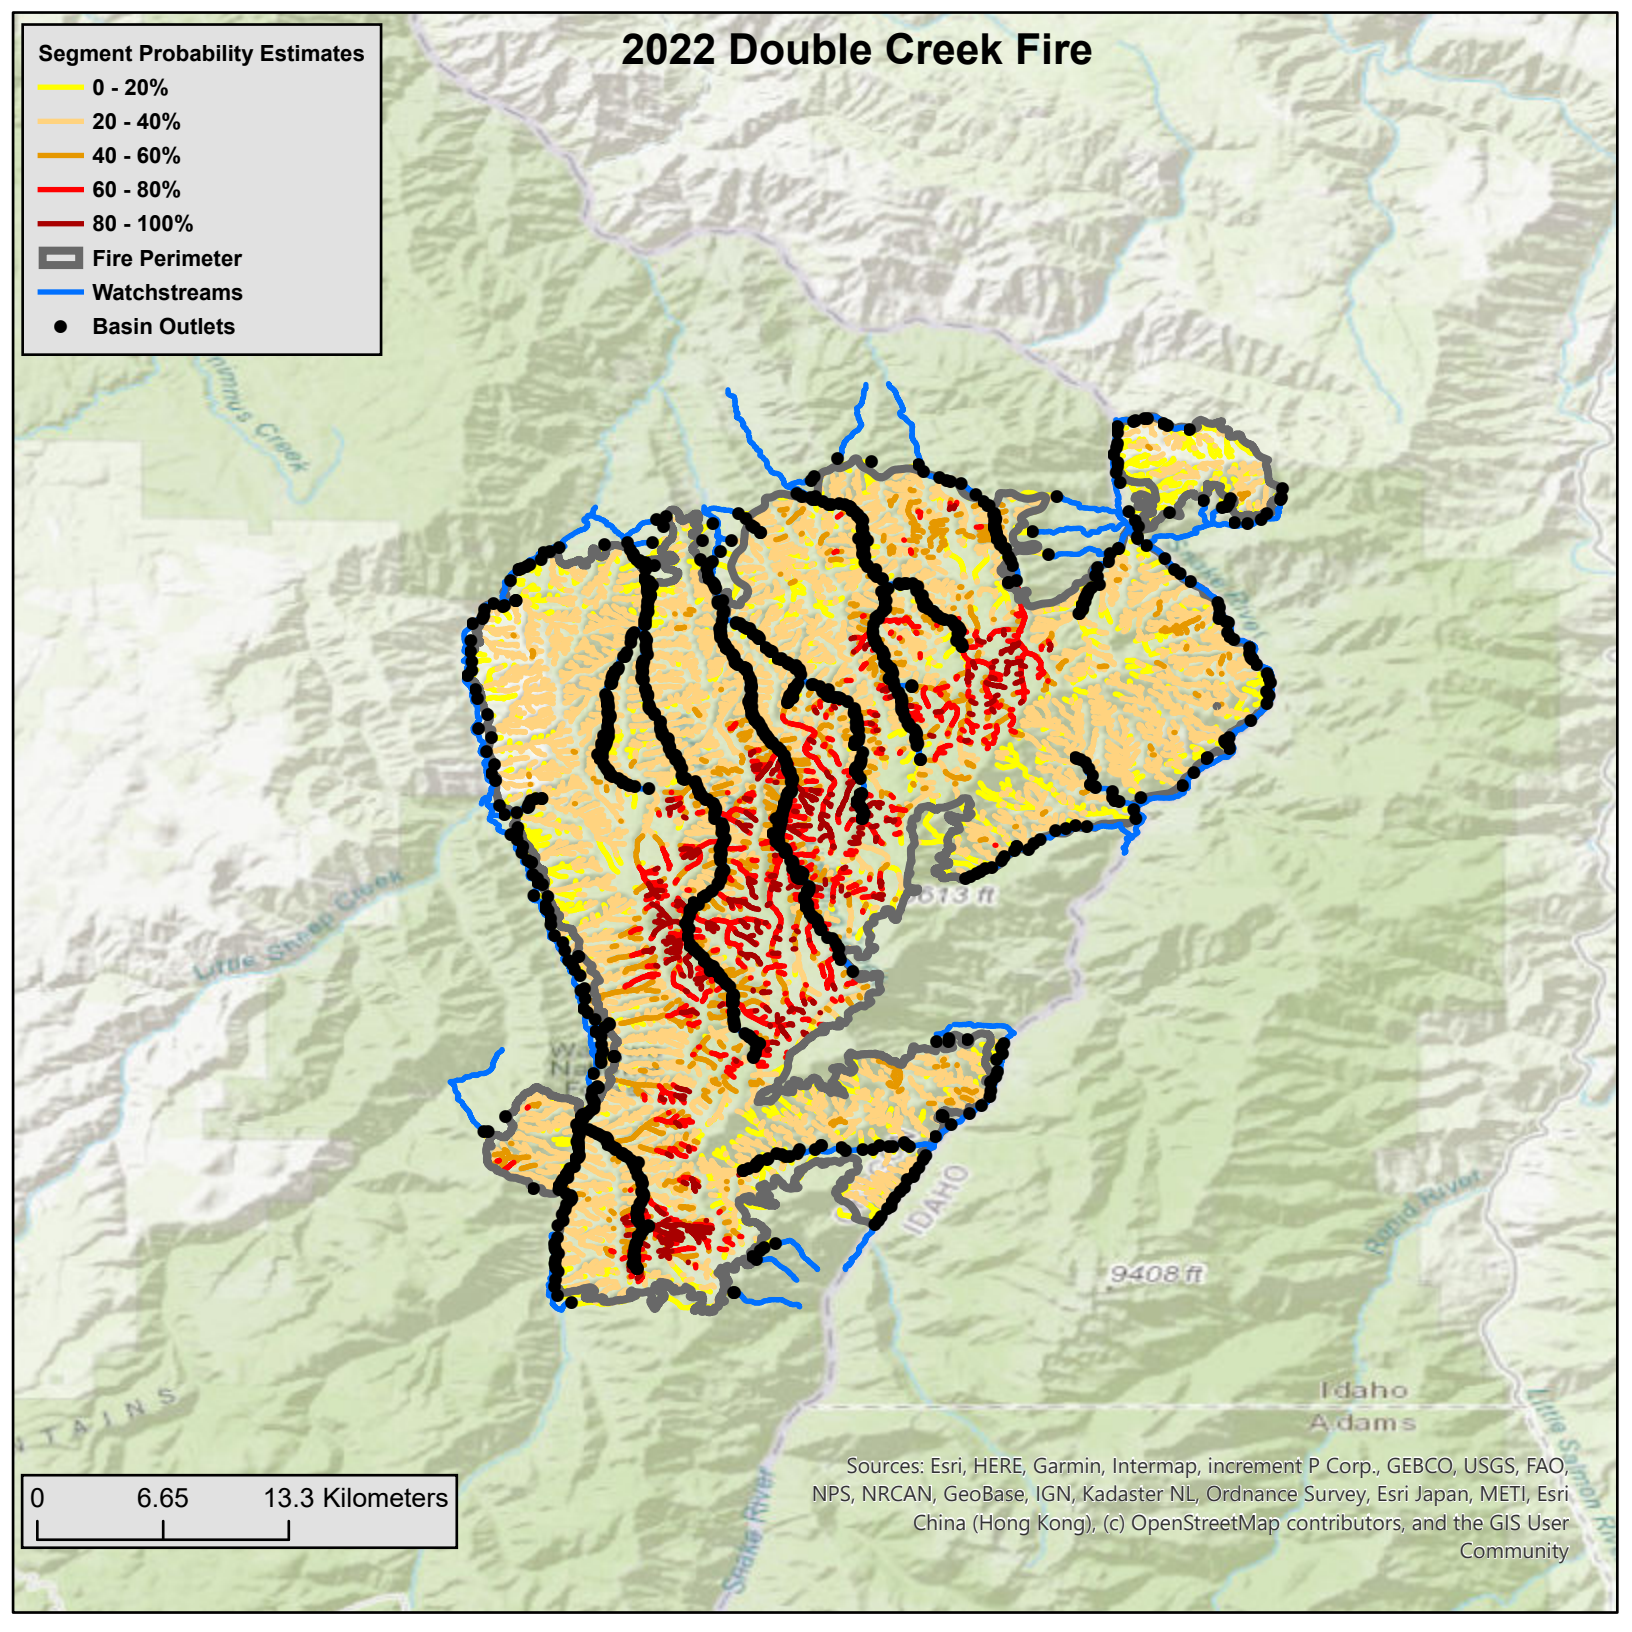 2022 Double Creek Fire
Segment Probability Estimates
0 - 20%
20 - 40%
40 - 60%
60 - 80%
80 - 100%
Fire Perimeter
Watchstreams
Basin Outlets
Creek
Snake River
Little Sheep Creek
IDAHO
Rapid River
9408 ft
Idaho
Adams
NTAINS
Little Salmon
Snake River
0 6.65 13.3 Kilometers
Sources: Esri, HERE, Garmin, Intermap, increment P Corp., GEBCO, USGS, FAO,
NPS, NRCAN, GeoBase, IGN, Kadaster NL, Ordnance Survey, Esri Japan, METI, Esri
China (Hong Kong), (c) OpenStreetMap contributors, and the GIS User
Community